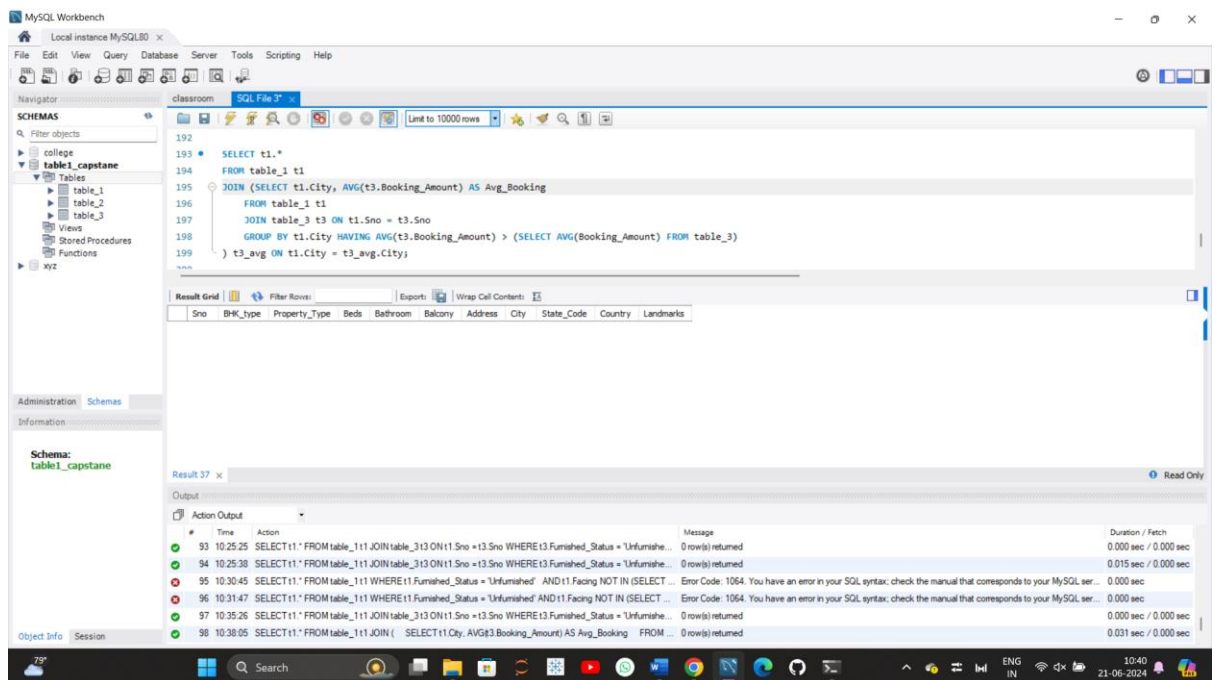 MySQL Workbench
Local instance MySQL80 ×
File Edit View Query Database Server Tools Scripting Help
Navigator
SCHEMAS
Filter objects
college
table1_capstane
Tables
table_1
table_2
table_3
Views
Stored Procedures
Functions
xyz
Administration Schemas
Information
Schema:
table1_capstane
Object Info Session
classroom SQL File 3* ×
Limit to 10000 rows
192
193 SELECT t1.*
194 FROM table_1 t1
195 JOIN (SELECT t1.City, AVG(t3.Booking_Amount) AS Avg_Booking
196 FROM table_1 t1
197 JOIN table_3 t3 ON t1.Sno = t3.Sno
198 GROUP BY t1.City HAVING AVG(t3.Booking_Amount) > (SELECT AVG(Booking_Amount) FROM table_3)
199 ) t3_avg ON t1.City = t3_avg.City;
Result Grid Filter Rows: Export: Wrap Cell Content:
Sno BHK_type Property_Type Beds Bathroom Balcony Address City State_Code Country Landmarks
Result 37 × Read Only
Output
Action Output
# Time Action Message Duration / Fetch
93 10:25:25 SELECT t1.* FROM table_1 t1 JOIN table_3 t3 ON t1.Sno = t3.Sno WHERE t3.Furnished_Status = 'Unfurnishe... 0 row(s) returned 0.000 sec / 0.000 sec
94 10:25:38 SELECT t1.* FROM table_1 t1 JOIN table_3 t3 ON t1.Sno = t3.Sno WHERE t3.Furnished_Status = 'Unfurnishe... 0 row(s) returned 0.015 sec / 0.000 sec
95 10:30:45 SELECT t1.* FROM table_1 t1 WHERE t1.Furnished_Status = 'Unfurnished' AND t1.Facing NOT IN (SELECT ... Error Code: 1064. You have an error in your SQL syntax; check the manual that corresponds to your MySQL ser... 0.000 sec
96 10:31:47 SELECT t1.* FROM table_1 t1 WHERE t1.Furnished_Status = 'Unfurnished' AND t1.Facing NOT IN (SELECT ... Error Code: 1064. You have an error in your SQL syntax; check the manual that corresponds to your MySQL ser... 0.000 sec
97 10:35:26 SELECT t1.* FROM table_1 t1 JOIN table_3 t3 ON t1.Sno = t3.Sno WHERE t3.Furnished_Status = 'Unfurnishe... 0 row(s) returned 0.000 sec / 0.000 sec
98 10:38:05 SELECT t1.* FROM table_1 t1 JOIN ( SELECT t1.City, AVG(t3.Booking_Amount) AS Avg_Booking FROM ... 0 row(s) returned 0.031 sec / 0.000 sec
79°
Search
ENG
IN
10:40
21-06-2024